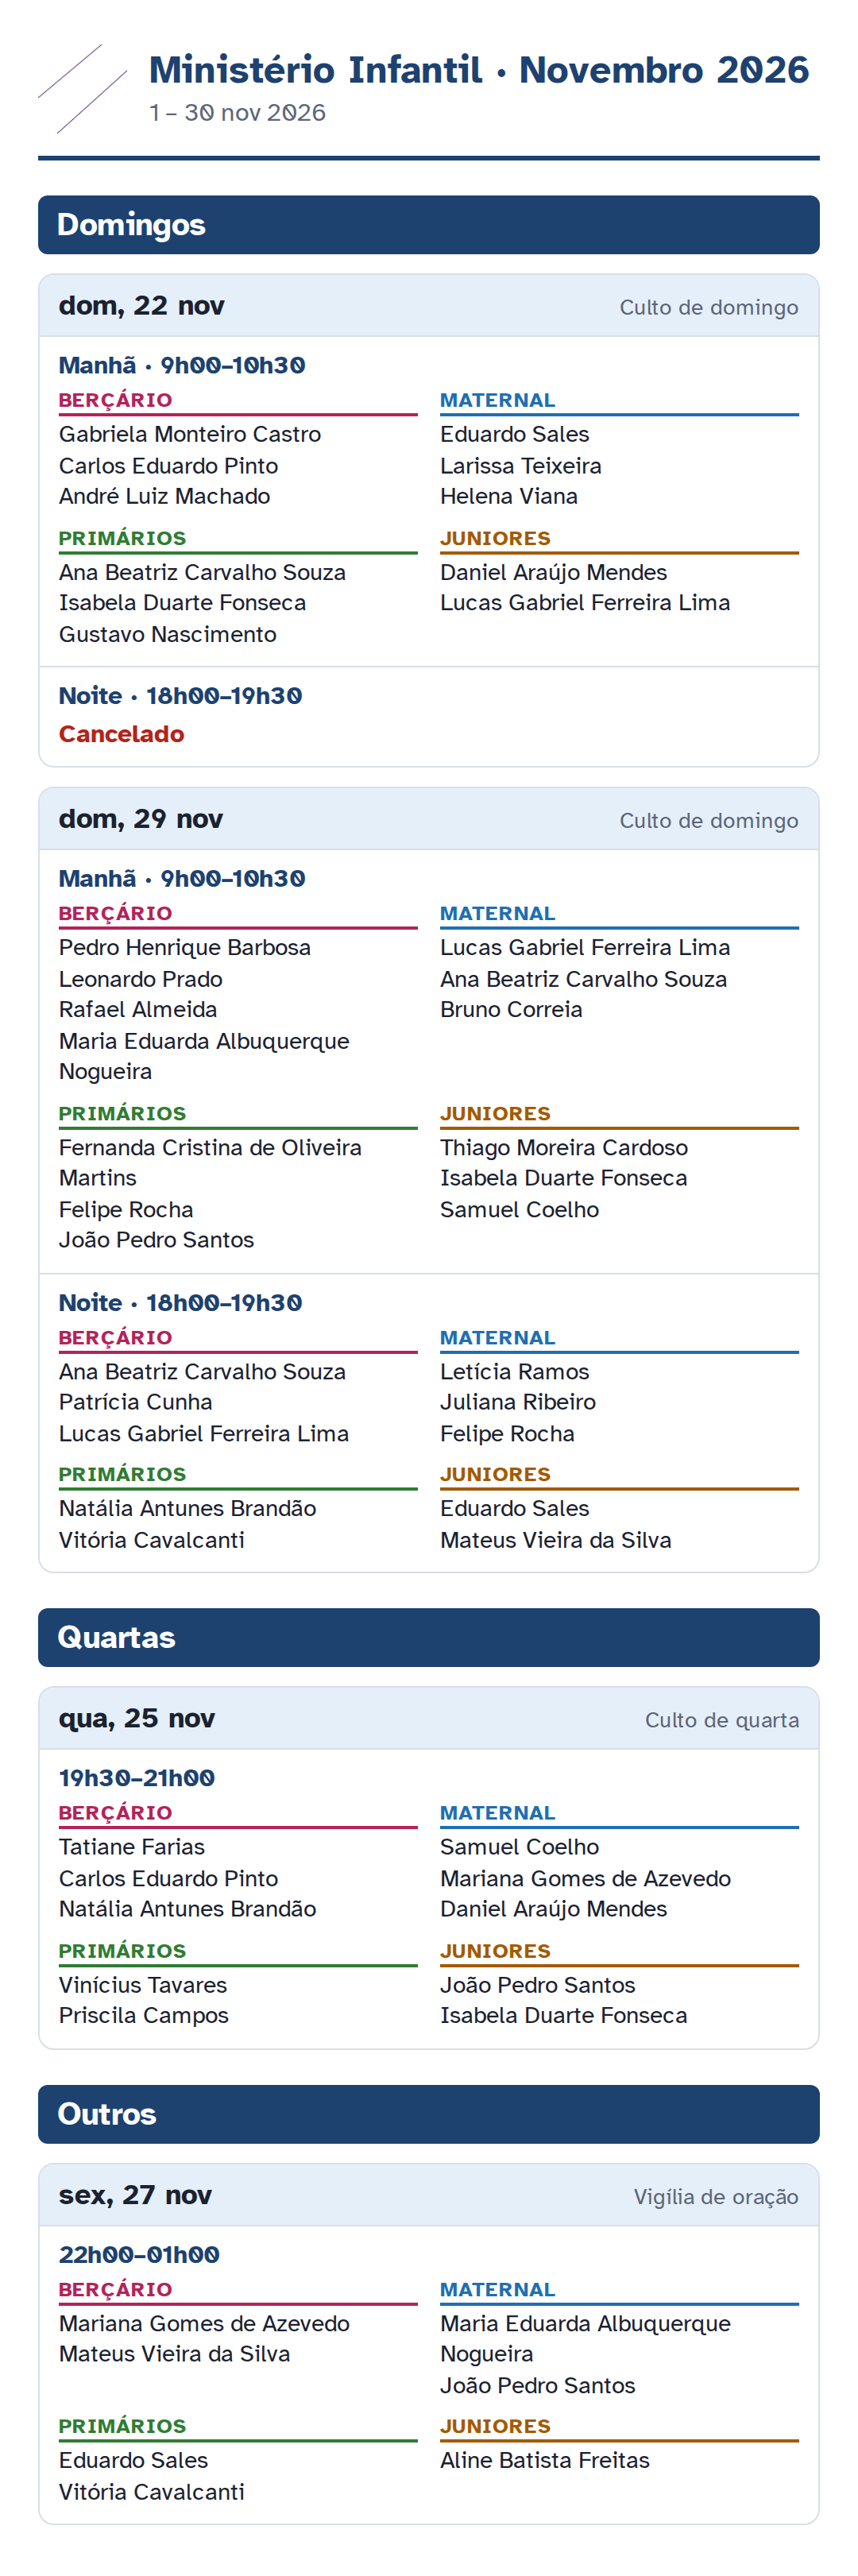 Ministério Infantil • Novembro 2026
1 – 30 nov 2026
Domingos
dom, 22 nov
Culto de domingo
Manhã • 9h00–10h30
BERÇÁRIO
Gabriela Monteiro Castro
Carlos Eduardo Pinto
André Luiz Machado
MATERNAL
Eduardo Sales
Larissa Teixeira
Helena Viana
PRIMÁRIOS
Ana Beatriz Carvalho Souza
Isabela Duarte Fonseca
Gustavo Nascimento
JUNIORES
Daniel Araújo Mendes
Lucas Gabriel Ferreira Lima
Noite • 18h00–19h30
Cancelado
dom, 29 nov
Culto de domingo
Manhã • 9h00–10h30
BERÇÁRIO
Pedro Henrique Barbosa
Leonardo Prado
Rafael Almeida
Maria Eduarda Albuquerque
Nogueira
MATERNAL
Lucas Gabriel Ferreira Lima
Ana Beatriz Carvalho Souza
Bruno Correia
PRIMÁRIOS
Fernanda Cristina de Oliveira
Martins
Felipe Rocha
João Pedro Santos
JUNIORES
Thiago Moreira Cardoso
Isabela Duarte Fonseca
Samuel Coelho
Noite • 18h00–19h30
BERÇÁRIO
Ana Beatriz Carvalho Souza
Patrícia Cunha
Lucas Gabriel Ferreira Lima
MATERNAL
Letícia Ramos
Juliana Ribeiro
Felipe Rocha
PRIMÁRIOS
Natália Antunes Brandão
Vitória Cavalcanti
JUNIORES
Eduardo Sales
Mateus Vieira da Silva
Quartas
qua, 25 nov
Culto de quarta
19h30–21h00
BERÇÁRIO
Tatiane Farias
Carlos Eduardo Pinto
Natália Antunes Brandão
MATERNAL
Samuel Coelho
Mariana Gomes de Azevedo
Daniel Araújo Mendes
PRIMÁRIOS
Vinícius Tavares
Priscila Campos
JUNIORES
João Pedro Santos
Isabela Duarte Fonseca
Outros
sex, 27 nov
Vigília de oração
22h00–01h00
BERÇÁRIO
Mariana Gomes de Azevedo
Mateus Vieira da Silva
MATERNAL
Maria Eduarda Albuquerque
Nogueira
João Pedro Santos
PRIMÁRIOS
Eduardo Sales
Vitória Cavalcanti
JUNIORES
Aline Batista Freitas